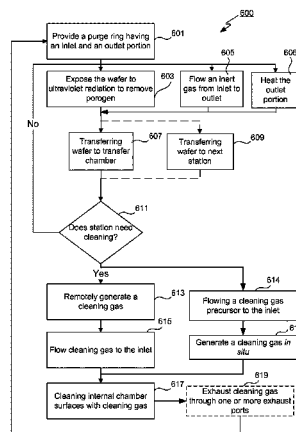 600
Provide a purge ring having
an inlet and an outlet portion
601
605
606
Expose the wafer to
ultraviolet radiation to remove
porogen
603
Flow an inert
gas from inlet to
outlet
Heat the
outlet
portion
No
Transferring
wafer to transfer
chamber
607
Transferring
wafer to next
station
609
611
Does station need
cleaning?
Yes
Remotely generate a
cleaning gas
613
Flowing a cleaning gas
precursor to the inlet
614
Flow cleaning gas to the inlet
615
Generate a cleaning gas in
situ
Cleaning internal chamber
surfaces with cleaning gas
617
Exhaust cleaning gas
through one or more exhaust
ports
619